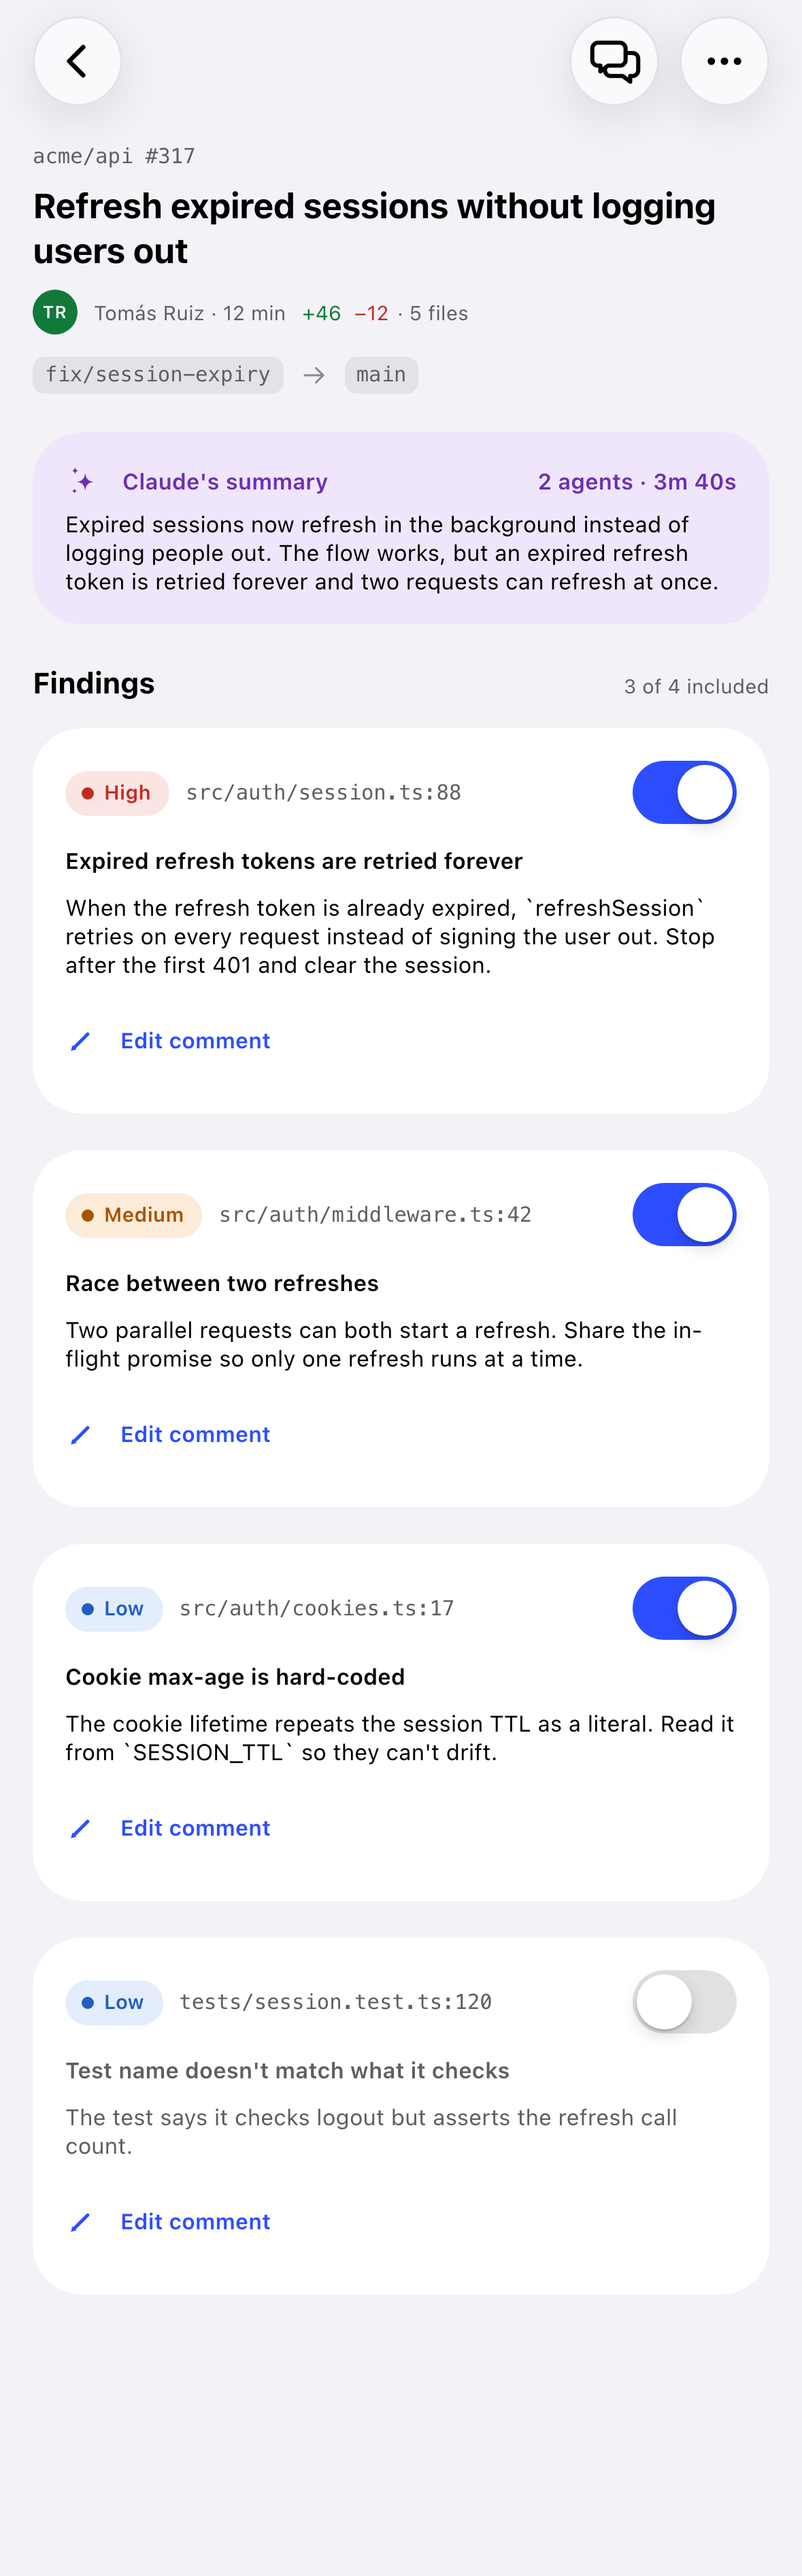 acme/api #317
Refresh expired sessions without logging
users out
TR Tomás Ruiz · 12 min +46 −12 · 5 files
fix/session-expiry → main
Claude's summary 2 agents · 3m 40s
Expired sessions now refresh in the background instead of
logging people out. The flow works, but an expired refresh
token is retried forever and two requests can refresh at once.
Findings 3 of 4 included
High src/auth/session.ts:88
Expired refresh tokens are retried forever
When the refresh token is already expired, `refreshSession`
retries on every request instead of signing the user out. Stop
after the first 401 and clear the session.
Edit comment
Medium src/auth/middleware.ts:42
Race between two refreshes
Two parallel requests can both start a refresh. Share the in-
flight promise so only one refresh runs at a time.
Edit comment
Low src/auth/cookies.ts:17
Cookie max-age is hard-coded
The cookie lifetime repeats the session TTL as a literal. Read it
from `SESSION_TTL` so they can't drift.
Edit comment
Low tests/session.test.ts:120
Test name doesn't match what it checks
The test says it checks logout but asserts the refresh call
count.
Edit comment